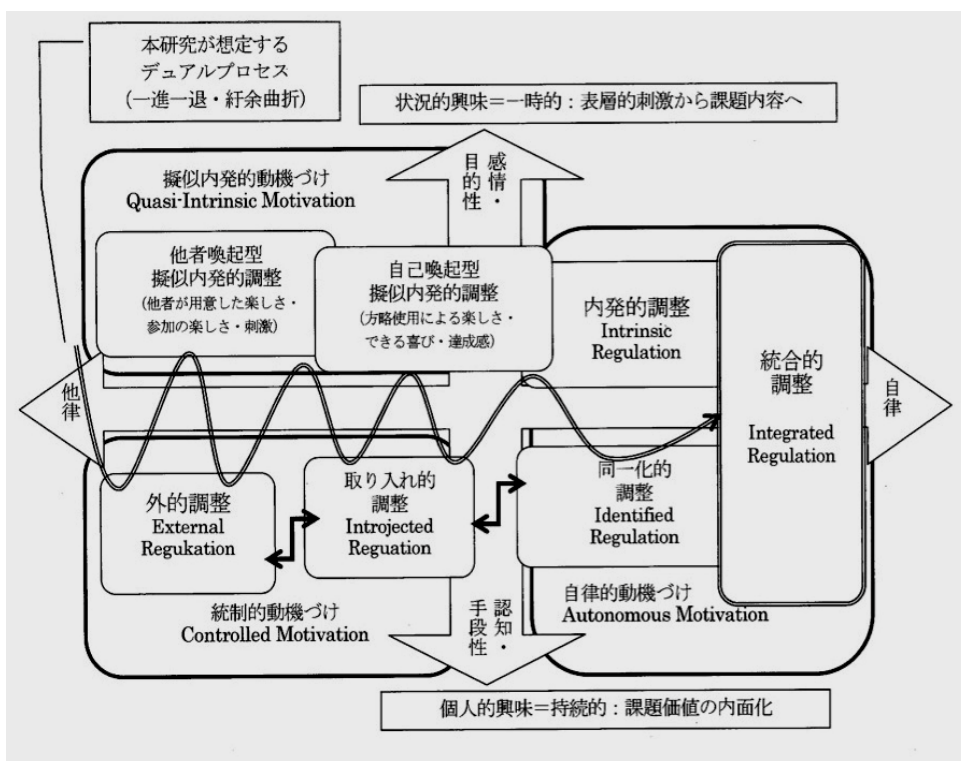 本研究が想定する
デュアルプロセス
（一進一退・紆余曲折）
状況的興味＝一時的：表層的刺激から課題内容へ
感情・
目的性
擬似内発的動機づけ
Quasi-Intrinsic Motivation
他者喚起型
擬似内発的調整
（他者が用意した楽しさ・
参加の楽しさ・刺激）
自己喚起型
擬似内発的調整
（方略使用による楽しさ・
できる喜び・達成感）
内発的調整
Intrinsic
Regulation
統合的
調整
Integrated
Regulation
他律
自律
外的調整
External
Regukation
取り入れ的
調整
Introjected
Reguation
同一化的
調整
Identified
Regulation
統制的動機づけ
Controlled Motivation
認知・
手段性
自律的動機づけ
Autonomous Motivation
個人的興味＝持続的：課題価値の内面化